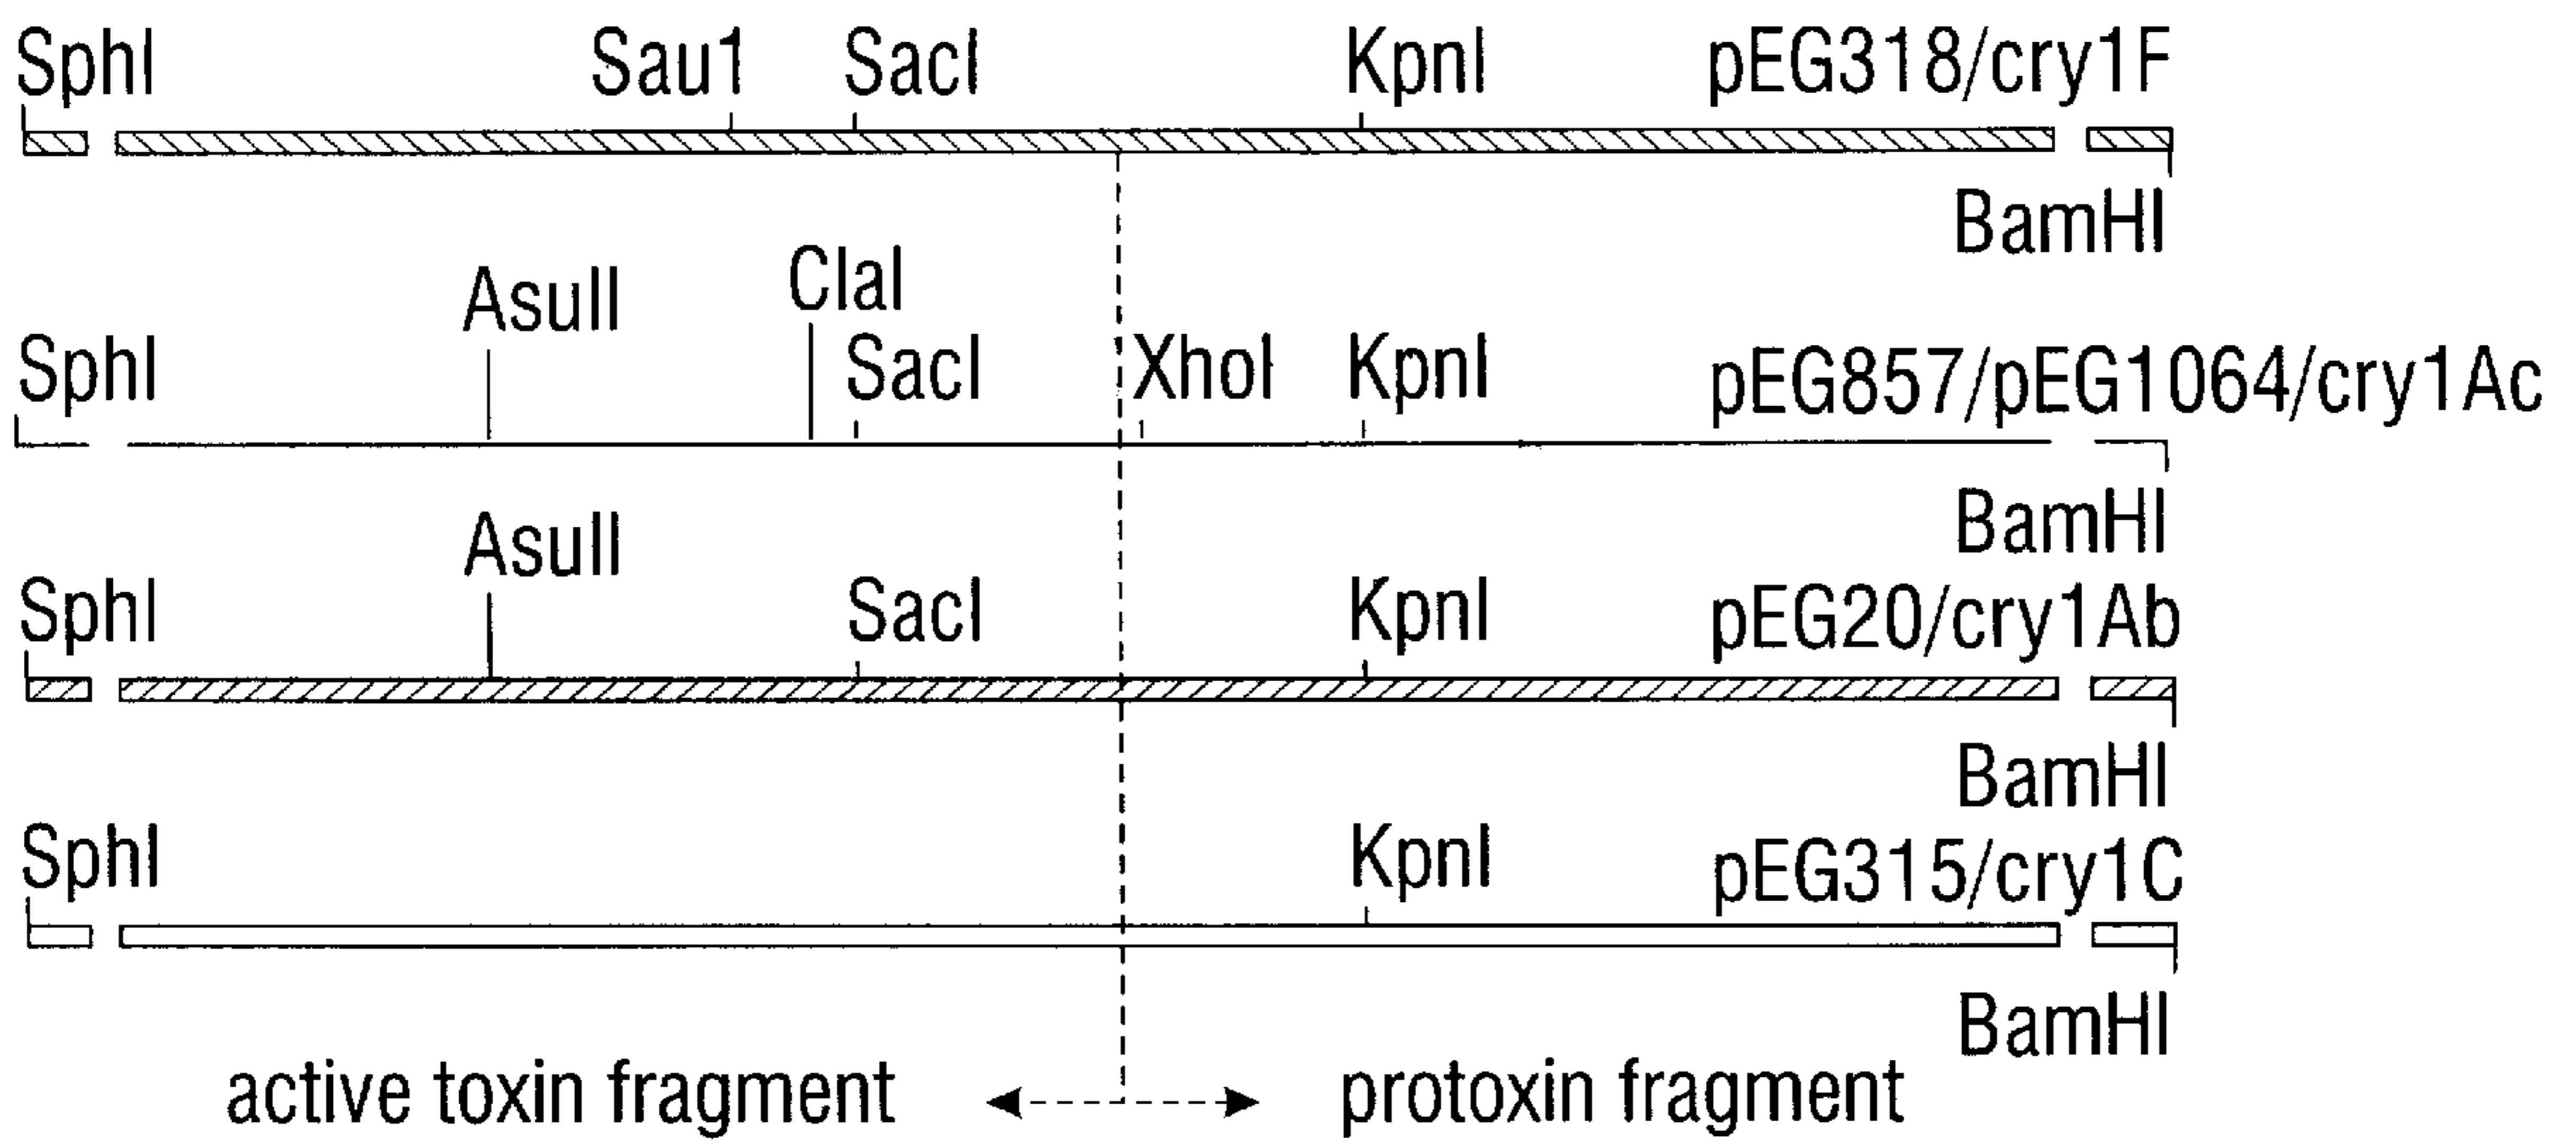 SphI Sau1 SacI KpnI pEG318/cry1F
BamHI
AsuII ClaI
SphI SacI XhoI KpnI pEG857/pEG1064/cry1Ac
BamHI
AsuII
SphI SacI KpnI pEG20/cry1Ab
BamHI
SphI KpnI pEG315/cry1C
BamHI
active toxin fragment protoxin fragment